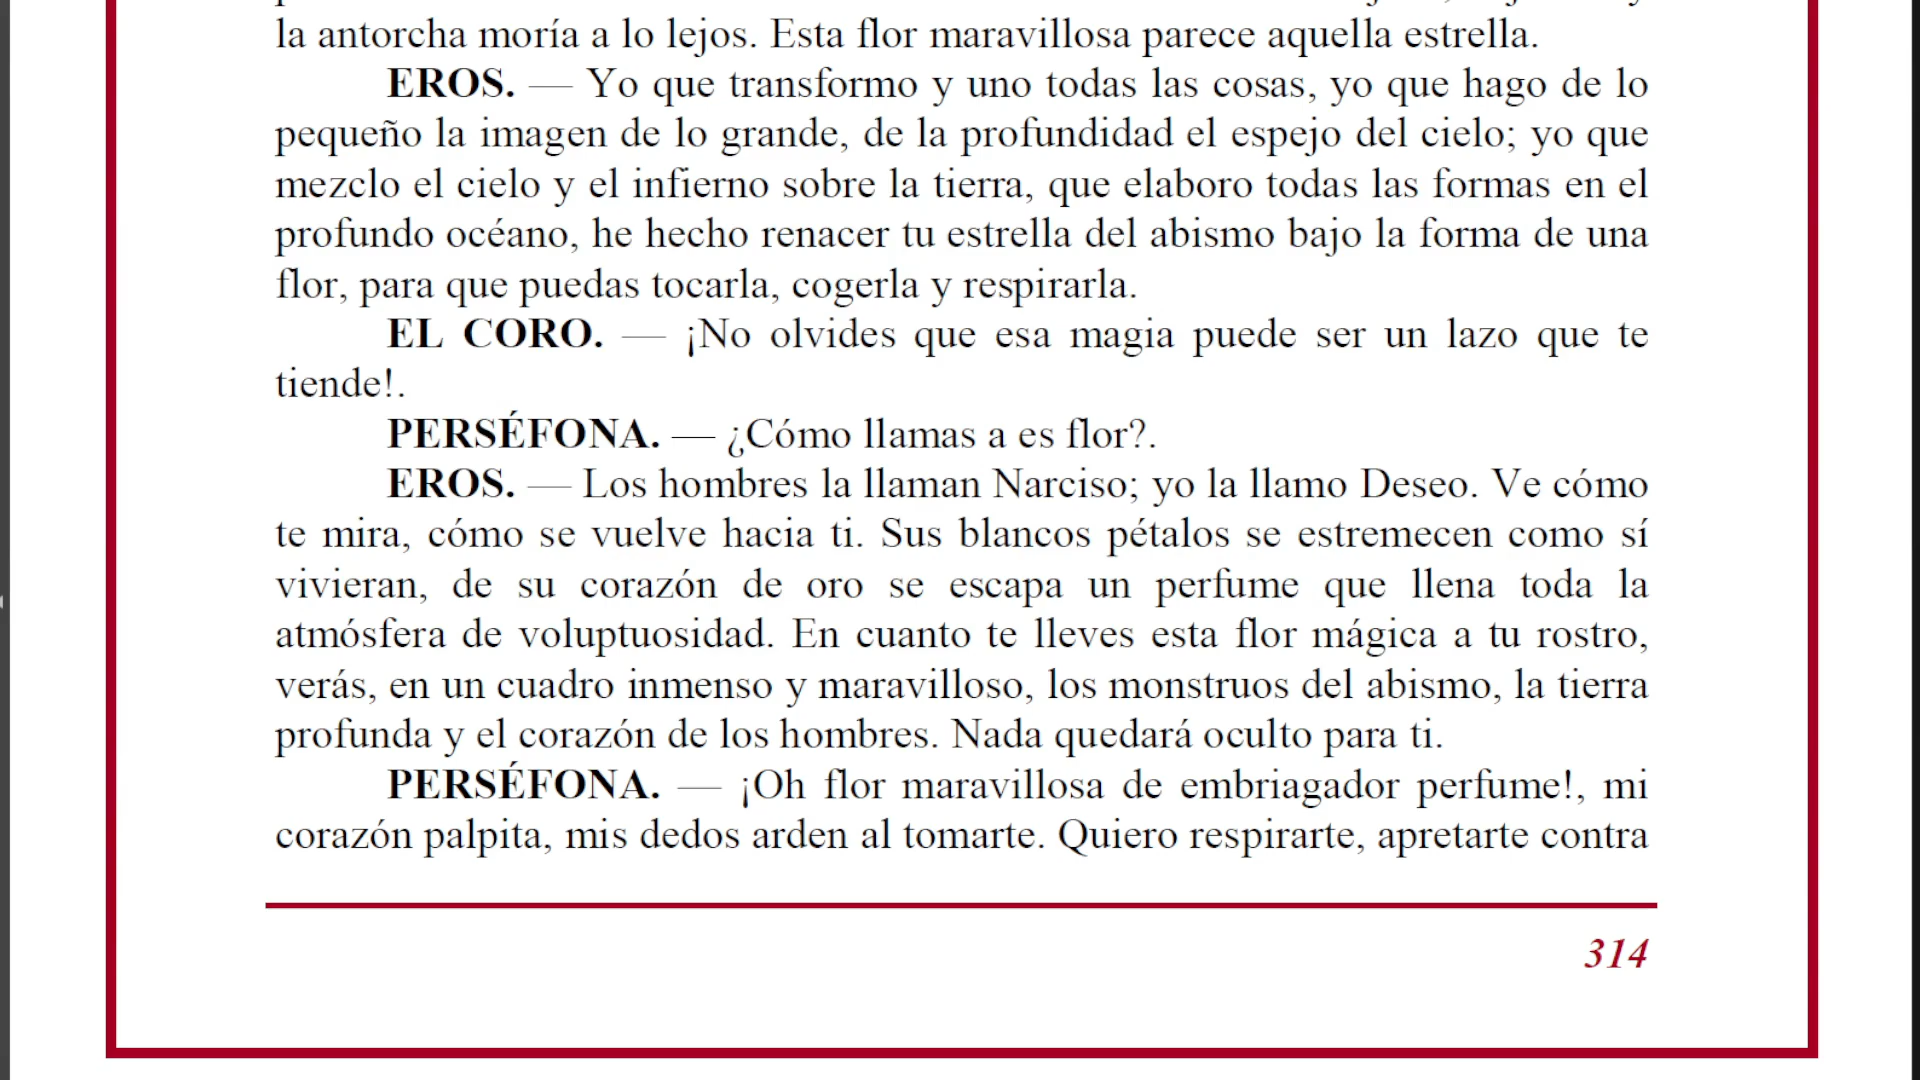 la antorcha moría a lo lejos. Esta flor maravillosa parece aquella estrella.
EROS. — Yo que transformo y uno todas las cosas, yo que hago de lo
pequeño la imagen de lo grande, de la profundidad el espejo del cielo; yo que
mezclo el cielo y el infierno sobre la tierra, que elaboro todas las formas en el
profundo océano, he hecho renacer tu estrella del abismo bajo la forma de una
flor, para que puedas tocarla, cogerla y respirarla.
EL CORO. — ¡No olvides que esa magia puede ser un lazo que te
tiende!.
PERSÉFONA. — ¿Cómo llamas a es flor?.
EROS. — Los hombres la llaman Narciso; yo la llamo Deseo. Ve cómo
te mira, cómo se vuelve hacia ti. Sus blancos pétalos se estremecen como sí
vivieran, de su corazón de oro se escapa un perfume que llena toda la
atmósfera de voluptuosidad. En cuanto te lleves esta flor mágica a tu rostro,
verás, en un cuadro inmenso y maravilloso, los monstruos del abismo, la tierra
profunda y el corazón de los hombres. Nada quedará oculto para ti.
PERSÉFONA. — ¡Oh flor maravillosa de embriagador perfume!, mi
corazón palpita, mis dedos arden al tomarte. Quiero respirarte, apretarte contra
314